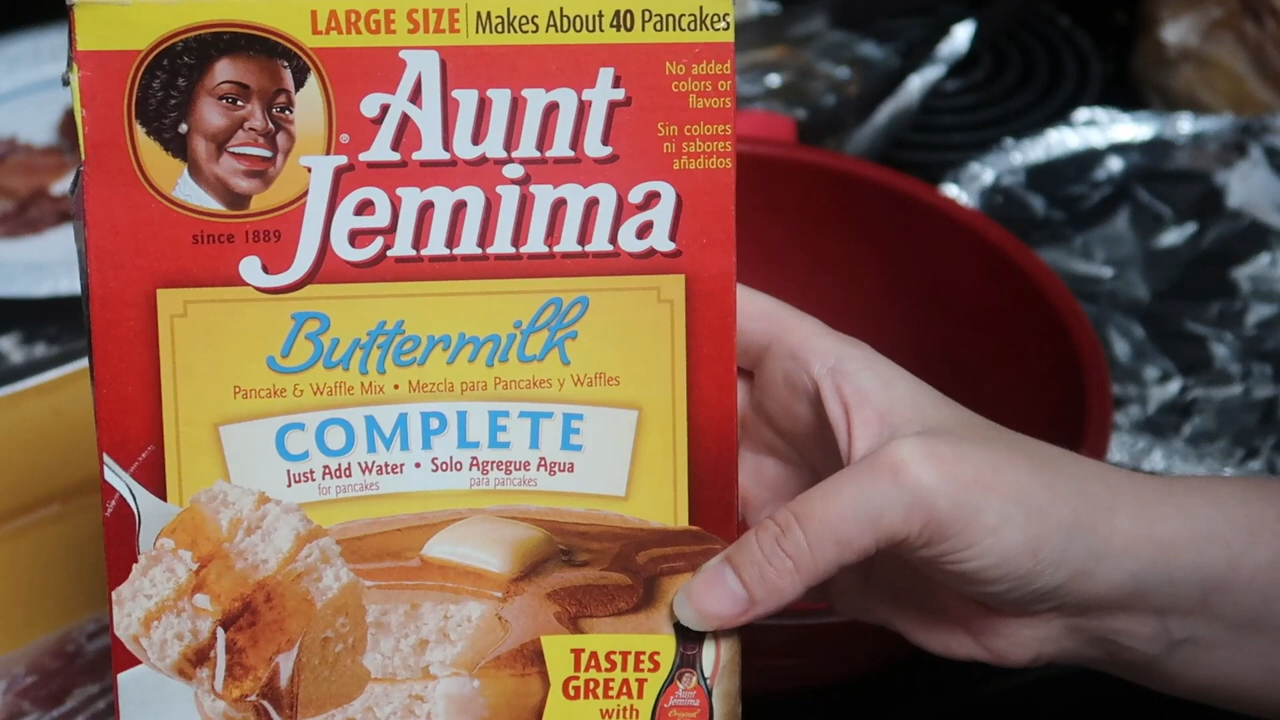 LARGE SIZE | Makes About 40 Pancakes
No added
colors or
flavors
Sin colores
ni sabores
añadidos
Aunt
Jemima
®
since 1889
Buttermilk
Pancake & Waffle Mix • Mezcla para Pancakes y Waffles
COMPLETE
Just Add Water • Solo Agregue Agua
for pancakes para pancakes
TASTES
GREAT
with
Aunt
Jemima
Original